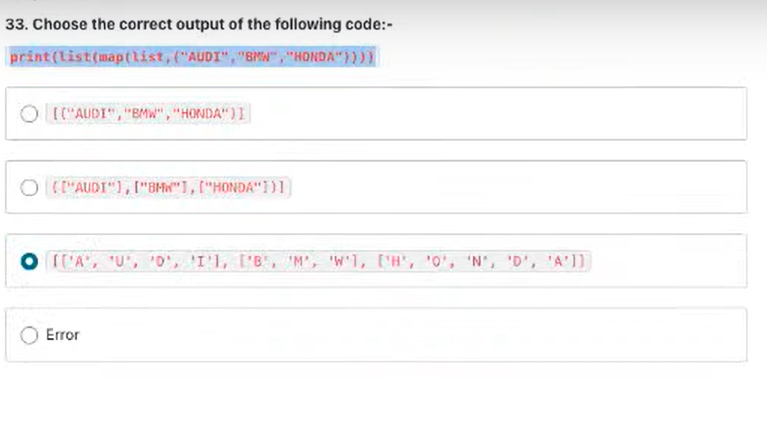 33. Choose the correct output of the following code:-
print(list(map(list,("AUDI","BMW","HONDA"))))
[("AUDI","BMW","HONDA")]
(["AUDI"],["BMW"],["HONDA"])]
[['A', 'U', 'D', 'I'], ['B', 'M', 'W'], ['H', 'O', 'N', 'D', 'A']]
Error